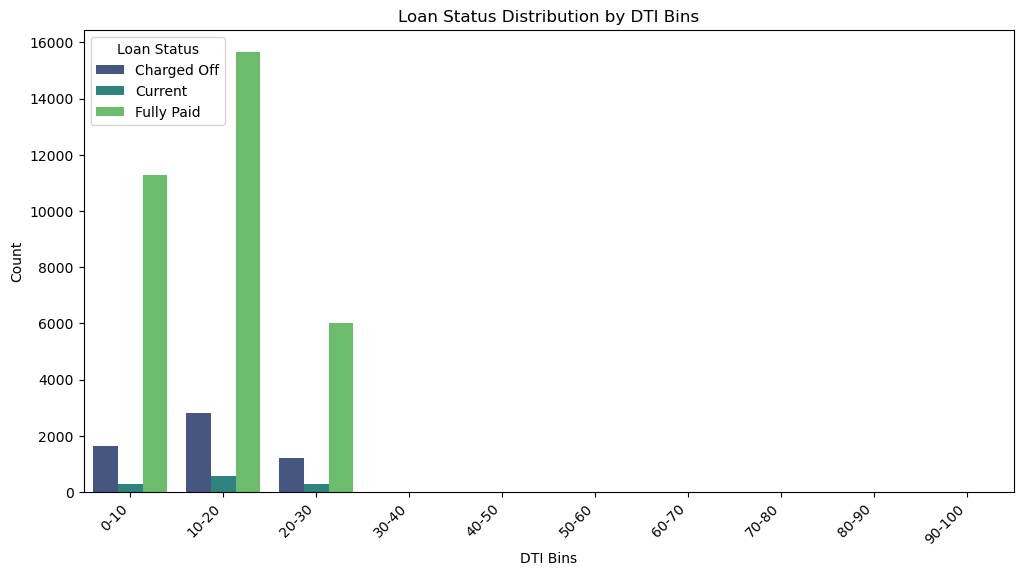 Loan Status Distribution by DTI Bins
Loan Status
Charged Off
Current
Fully Paid
16000
14000
12000
10000
8000
6000
4000
2000
0
Count
0-10
10-20
20-30
30-40
40-50
50-60
60-70
70-80
80-90
90-100
DTI Bins